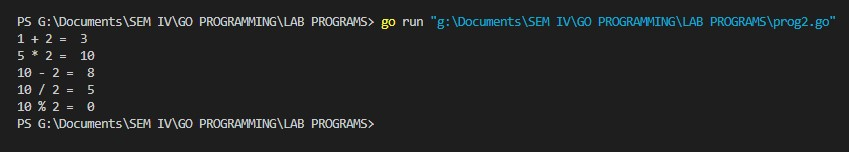 PS G:\Documents\SEM IV\GO PROGRAMMING\LAB PROGRAMS> go run "g:\Documents\SEM IV\GO PROGRAMMING\LAB PROGRAMS\prog2.go"
1 + 2 =  3
5 * 2 =  10
10 - 2 =  8
10 / 2 =  5
10 % 2 =  0
PS G:\Documents\SEM IV\GO PROGRAMMING\LAB PROGRAMS>